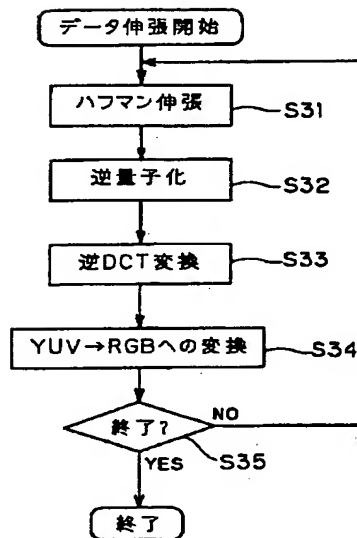 データ伸張開始
ハフマン伸張
S31
逆量子化
S32
逆DCT変換
S33
YUV→RGBへの変換
S34
終了?
NO
YES
S35
終了